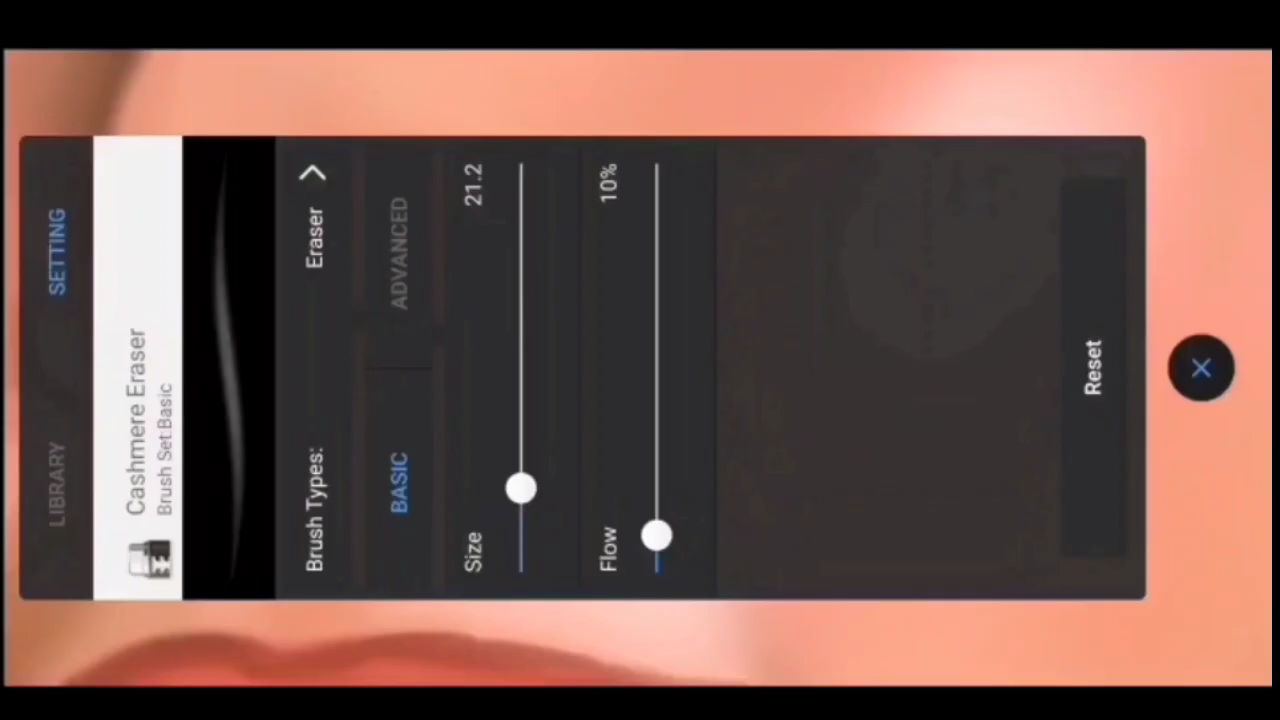 LIBRARY SETTING
Cashmere Eraser
Brush Set:Basic
Brush Types: Eraser
BASIC ADVANCED
Size 21.2
Flow 10%
Reset